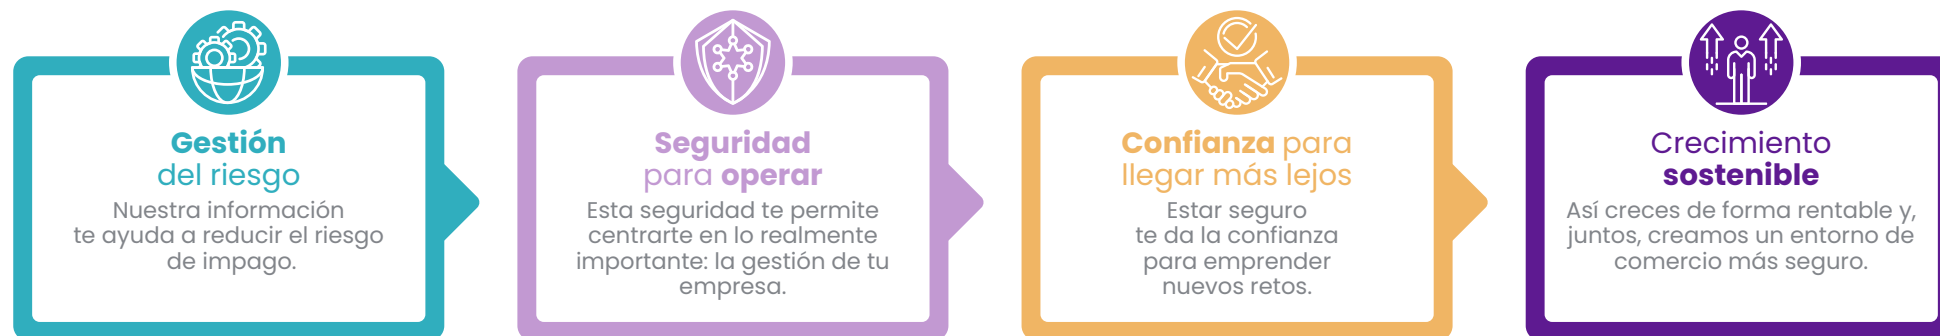 Gestión
del riesgo
Nuestra información
te ayuda a reducir el riesgo
de impago.
Seguridad
para operar
Esta seguridad te permite
centrarte en lo realmente
importante: la gestión de tu
empresa.
Confianza para
llegar más lejos
Estar seguro
te da la confianza
para emprender
nuevos retos.
Crecimiento
sostenible
Así creces de forma rentable y,
juntos, creamos un entorno de
comercio más seguro.